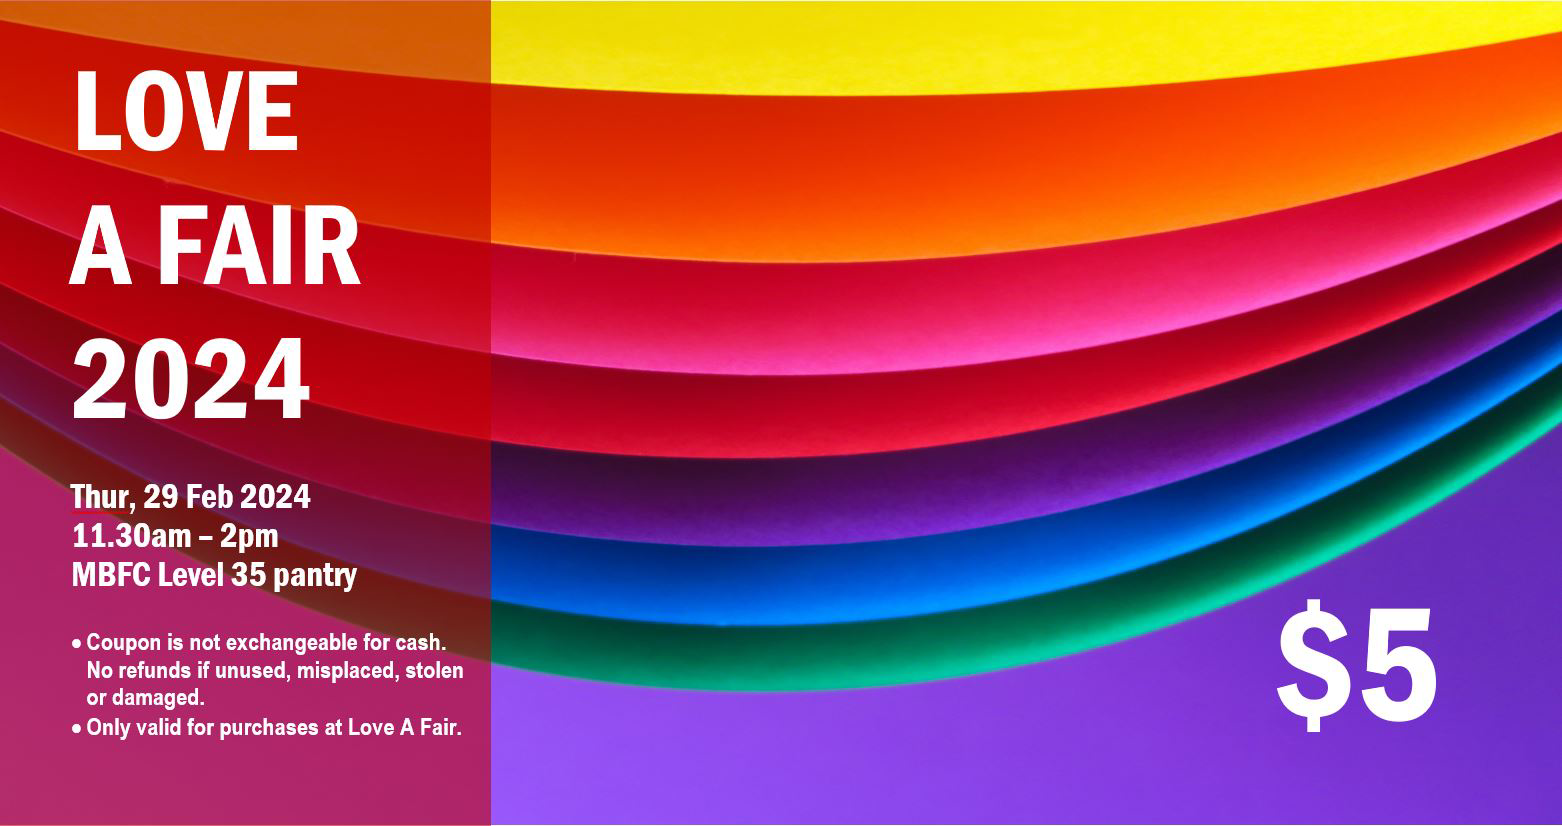 LOVE
A FAIR
2024
Thur, 29 Feb 2024
11.30am – 2pm
MBFC Level 35 pantry
• Coupon is not exchangeable for cash.
No refunds if unused, misplaced, stolen
or damaged.
• Only valid for purchases at Love A Fair.
$5